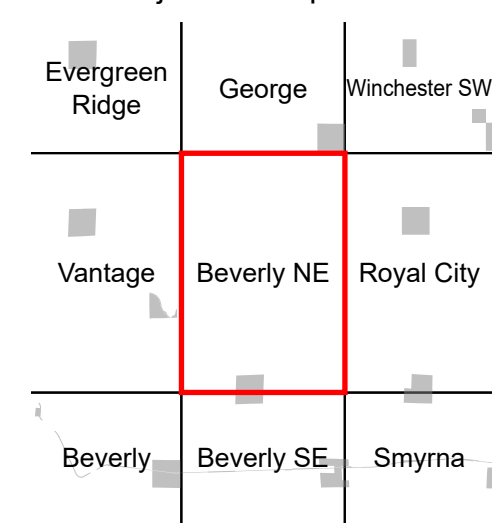 Evergreen
Ridge
George
Winchester SW
Vantage
Beverly NE
Royal City
Beverly
Beverly SE
Smyrna